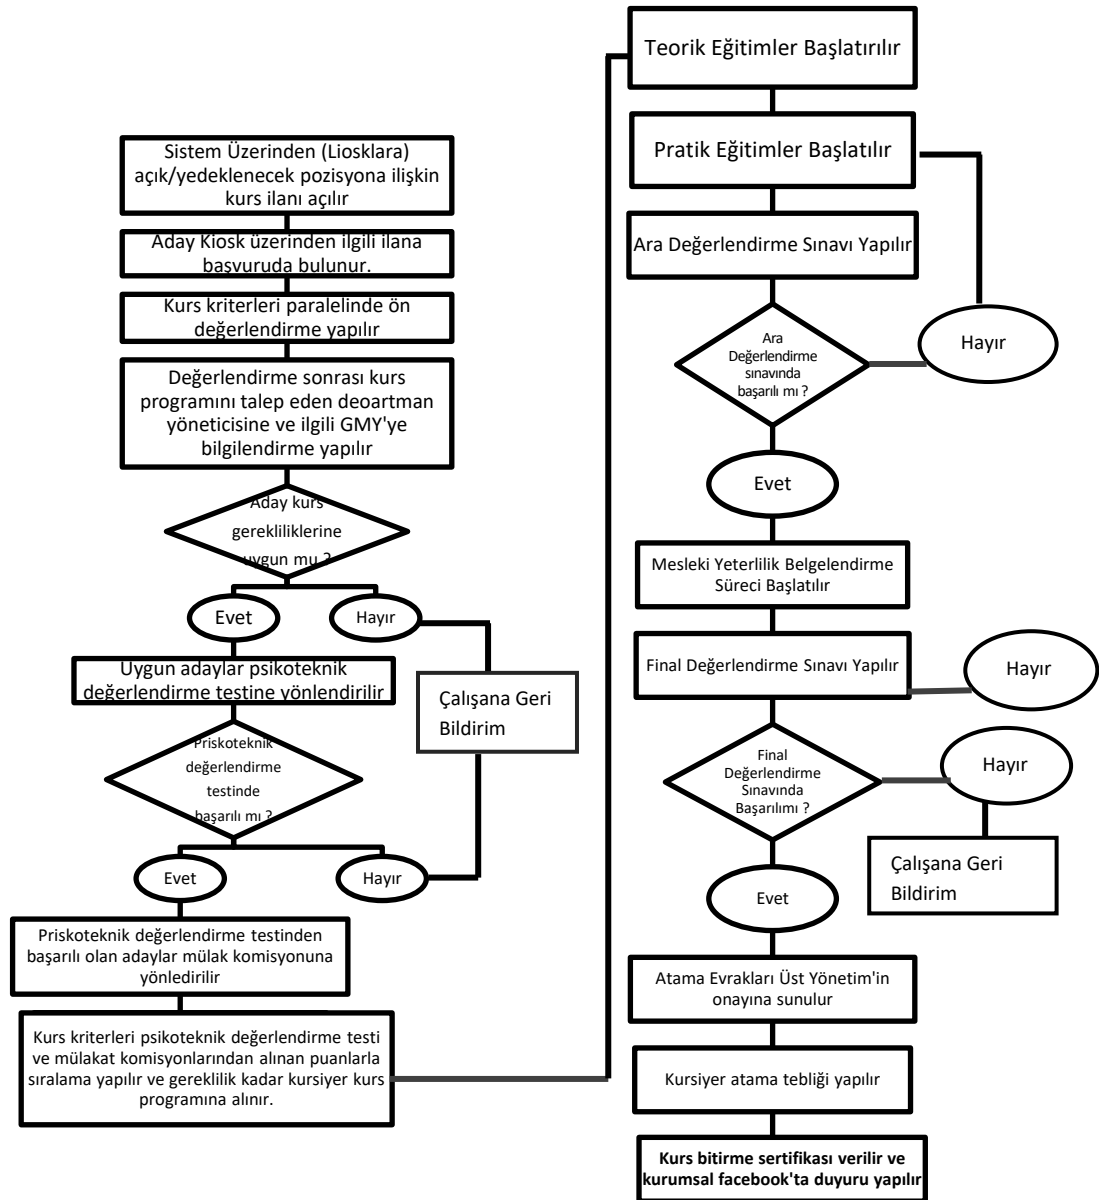 Sistem Üzerinden (Liosklara)
açık/yedeklenecek pozisyona ilişkin
kurs ilanı açılır
Aday Kiosk üzerinden ilgili ilana
başvuruda bulunur.
Kurs kriterleri paralelinde ön
değerlendirme yapılır
Değerlendirme sonrası kurs
programını talep eden deoartman
yöneticisine ve ilgili GMY'ye
bilgilendirme yapılır
Aday kurs
gerekliliklerine
uygun mu ?
Evet
Hayır
Uygun adaylar psikoteknik
değerlendirme testine yönlendirilir
Çalışana Geri
Bildirim
Priskoteknik
değerlendirme
testinde
başarılı mı ?
Evet
Hayır
Priskoteknik değerlendirme testinden
başarılı olan adaylar mülak komisyonuna
yönledirilir
Kurs kriterleri psikoteknik değerlendirme testi
ve mülakat komisyonlarından alınan puanlarla
sıralama yapılır ve gereklilik kadar kursiyer kurs
programına alınır.
Teorik Eğitimler Başlatırılır
Pratik Eğitimler Başlatılır
Ara Değerlendirme Sınavı Yapılır
Ara
Değerlendirme
sınavında
başarılı mı ?
Hayır
Evet
Mesleki Yeterlilik Belgelendirme
Süreci Başlatılır
Final Değerlendirme Sınavı Yapılır
Hayır
Final
Değerlendirme
Sınavında
Başarılımı ?
Hayır
Çalışana Geri
Bildirim
Evet
Atama Evrakları Üst Yönetim'in
onayına sunulur
Kursiyer atama tebliği yapılır
Kurs bitirme sertifikası verilir ve
kurumsal facebook'ta duyuru yapılır